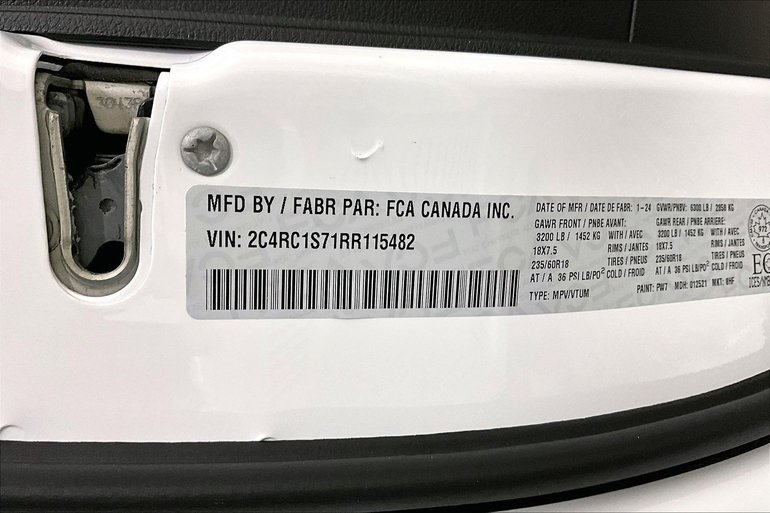 MFD BY / FABR PAR: FCA CANADA INC.
VIN: 2C4RC1S71RR115482
DATE OF MFR / DATE DE FABR: 1-24
GVWR/PNBV: 6300 LB / 2858 KG
GAWR FRONT / PNBE AVANT:
3200 LB / 1452 KG WITH / AVEC
18X7.5 RIMS / JANTES
235/60R18 TIRES / PNEUS
AT / A 36 PSI LB/PO² COLD / FROID
TYPE: MPV/VTUM
GAWR REAR / PNBE ARRIERE:
3200 LB / 1452 KG WITH / AVEC
18X7.5 RIMS / JANTES
235/60R18 TIRES / PNEUS
AT / A 36 PSI LB/PO² COLD / FROID
PAINT: PW7 MDH: 012521 MKT: BHF
972